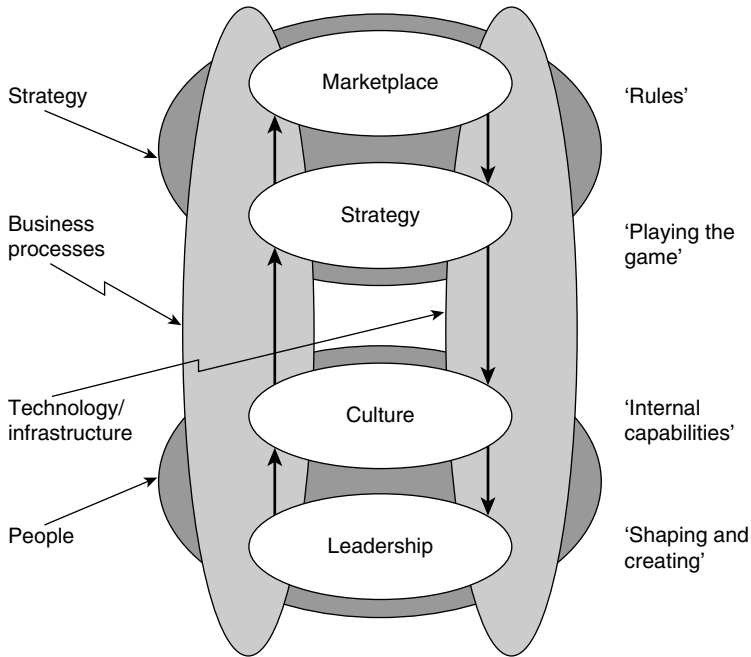 Marketplace
Strategy
‘Rules’
Strategy
Business
processes
‘Playing the
game’
Technology/
infrastructure
Culture
‘Internal
capabilities’
People
Leadership
‘Shaping and
creating’